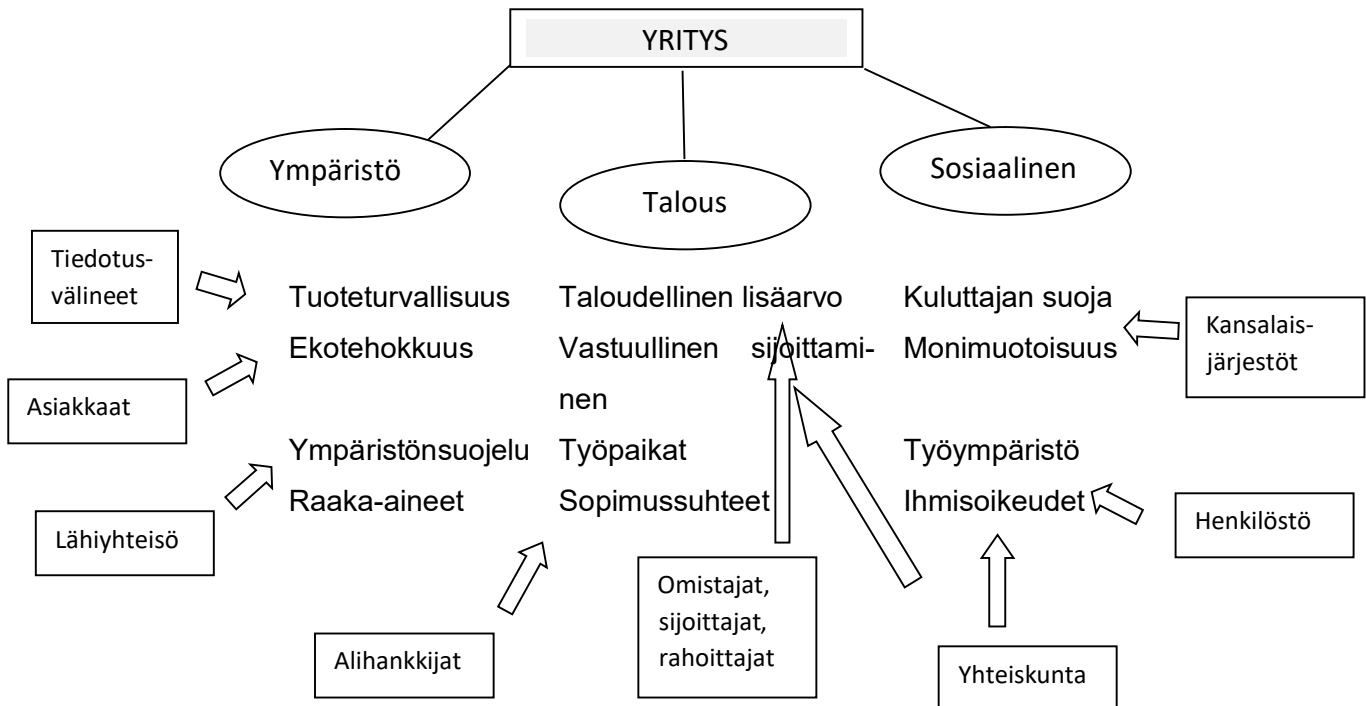 YRITYS
Ympäristö
Talous
Sosiaalinen
Tiedotus-
välineet
Tuoteturvallisuus
Taloudellinen lisäarvo
Kuluttajan suoja
Kansalais-
järjestöt
Ekotehokkuus
Vastuullinen sijoittami-
nen
Monimuotoisuus
Asiakkaat
Ympäristönsuojelu
Työpaikat
Työympäristö
Raaka-aineet
Sopimussuhteet
Ihmisoikeudet
Henkilöstö
Lähiyhteisö
Omistajat,
sijoittajat,
rahoittajat
Alihankkijat
Yhteiskunta